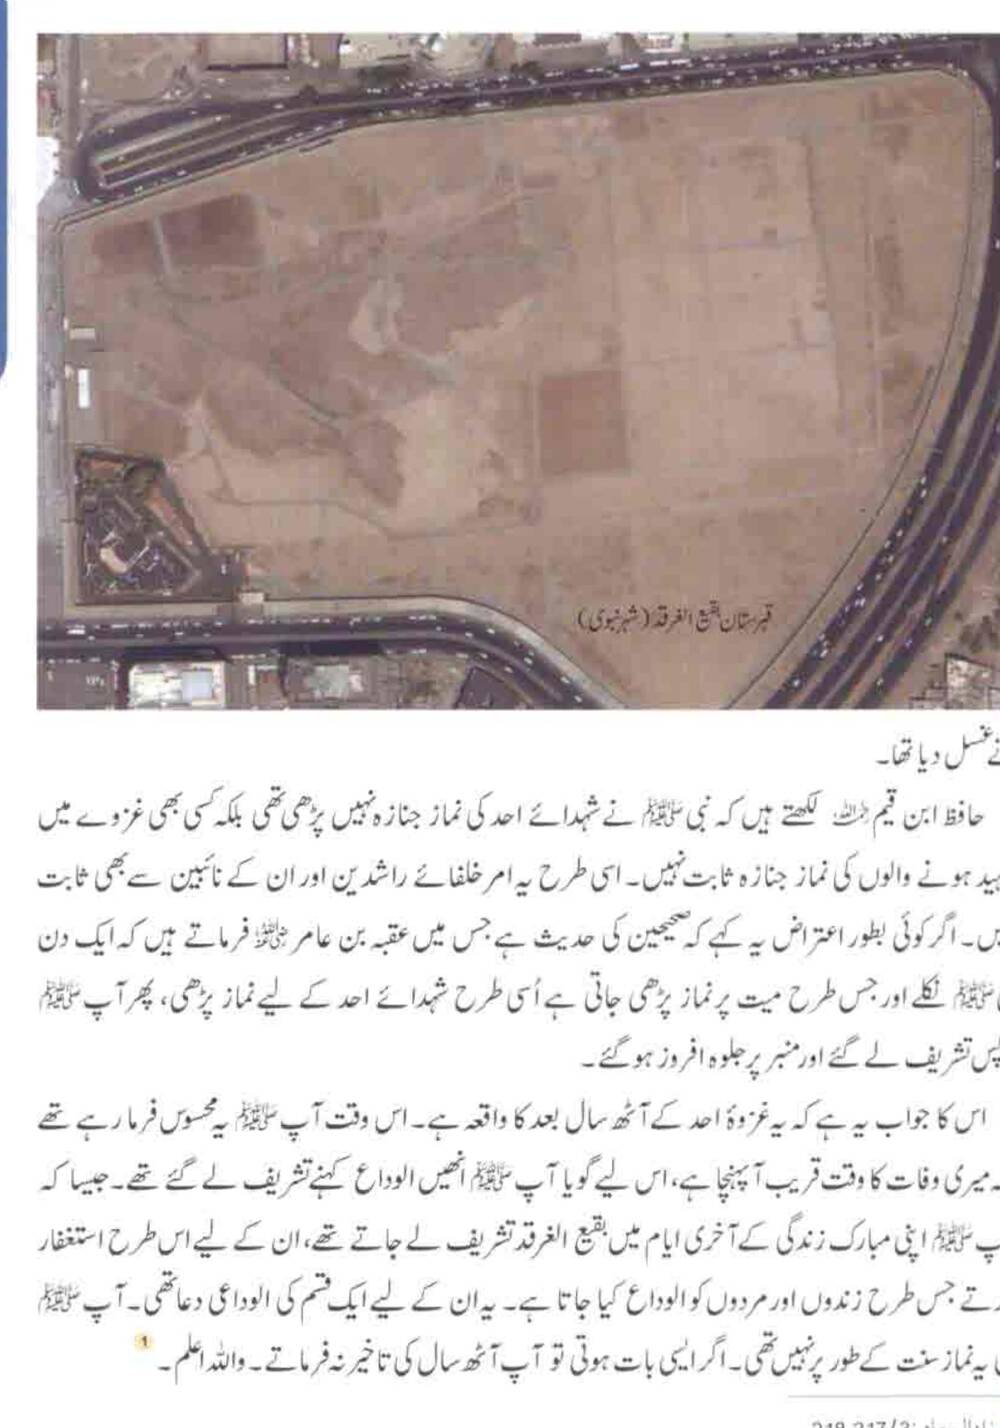 قبرستان بقیع الغرقد (شہر نبوی)
نے غسل دیا تھا۔
حافظ ابن قیم رحمہ اللہ لکھتے ہیں کہ نبی ﷺ نے شہدائے احد کی نماز جنازہ نہیں پڑھی تھی بلکہ کسی بھی غزوے میں
ہید ہونے والوں کی نماز جنازہ ثابت نہیں۔ اسی طرح یہ امر خلفائے راشدین اور ان کے نائبین سے بھی ثابت
یں۔ اگر کوئی بطور اعتراض یہ کہے کہ صحیحین کی حدیث ہے جس میں عقبہ بن عامر رضی اللہ عنہ فرماتے ہیں کہ ایک دن
ﷺ نکلے اور جس طرح میت پر نماز پڑھی جاتی ہے اُسی طرح شہدائے احد کے لیے نماز پڑھی، پھر آپ ﷺ
پس تشریف لے گئے اور منبر پر جلوہ افروز ہو گئے۔
اس کا جواب یہ ہے کہ یہ غزوۂ احد کے آٹھ سال بعد کا واقعہ ہے۔ اس وقت آپ ﷺ یہ محسوس فرما رہے تھے
ہ میری وفات کا وقت قریب آ پہنچا ہے، اس لیے گویا آپ ﷺ انھیں الوداع کہنے تشریف لے گئے تھے۔ جیسا کہ
پ ﷺ اپنی مبارک زندگی کے آخری ایام میں بقیع الغرقد تشریف لے جاتے تھے، ان کے لیے اس طرح استغفار
رتے جس طرح زندوں اور مردوں کو الوداع کیا جاتا ہے۔ یہ ان کے لیے ایک قسم کی الوداعی دعا تھی۔ آپ ﷺ
ا یہ نماز سنت کے طور پر نہیں تھی۔ اگر ایسی بات ہوتی تو آپ آٹھ سال کی تاخیر نہ فرماتے۔ واللہ اعلم۔ 1